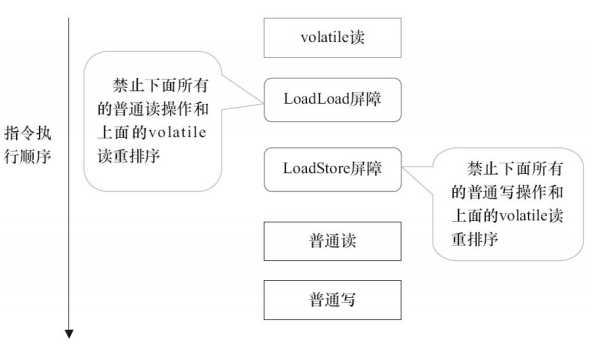 volatile读
禁止下面所有
的普通读操作和
上面的volatile
读重排序
LoadLoad屏障
指令执
行顺序
LoadStore屏障
禁止下面所有
的普通写操作和
上面的volatile读
重排序
普通读
普通写